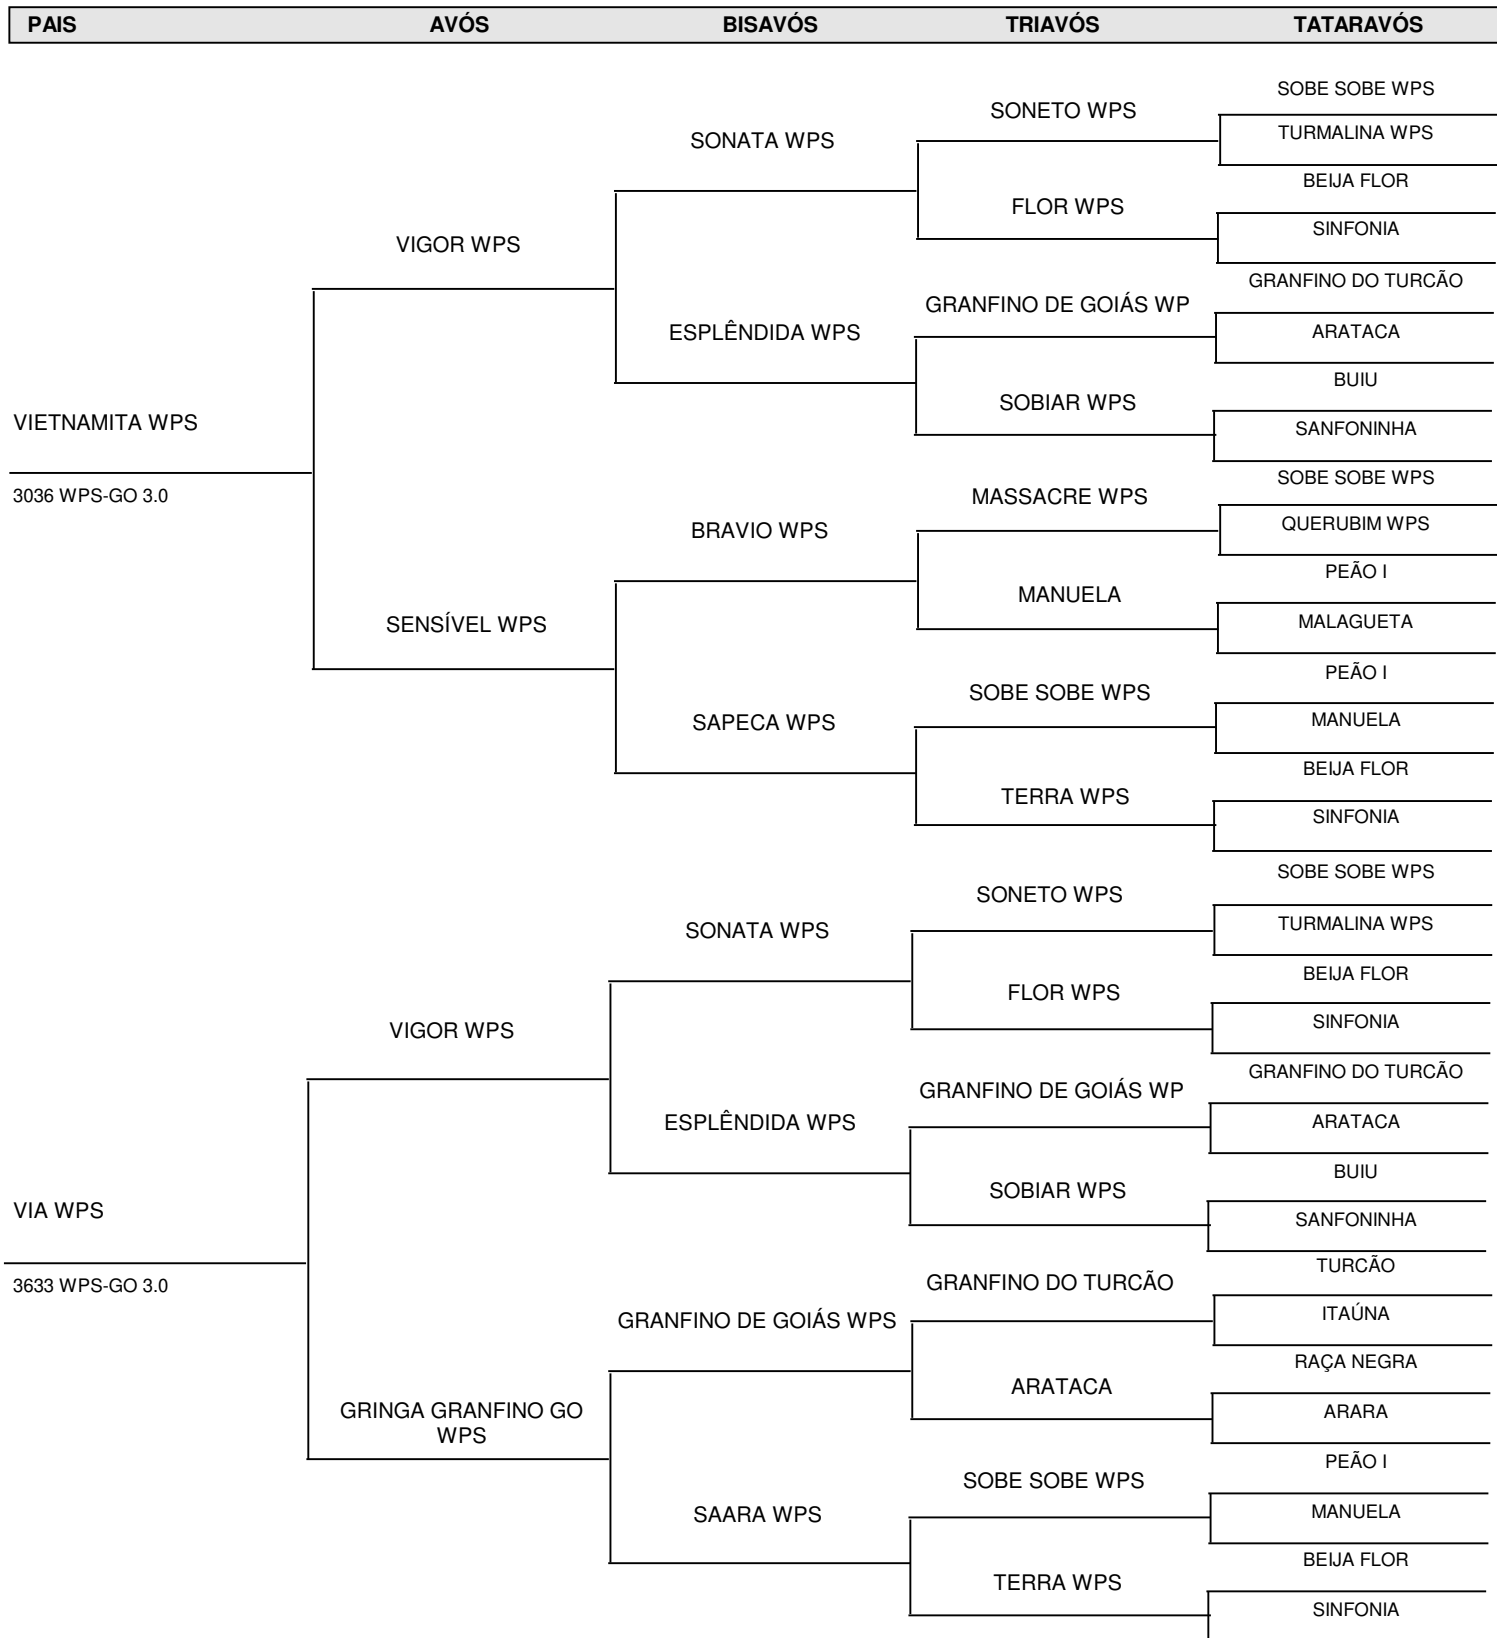 PAIS AVÓS BISAVÓS TRIAVÓS TATARAVÓS
SOBE SOBE WPS
SONETO WPS
TURMALINA WPS
SONATA WPS
BEIJA FLOR
FLOR WPS
SINFONIA
VIGOR WPS
GRANFINO DO TURCÃO
GRANFINO DE GOIÁS WP
ARATACA
ESPLÊNDIDA WPS
BUIU
SOBIAR WPS
SANFONINHA
VIETNAMITA WPS
3036 WPS-GO 3.0
SOBE SOBE WPS
MASSACRE WPS
QUERUBIM WPS
BRAVIO WPS
PEÃO I
MANUELA
MALAGUETA
SENSÍVEL WPS
PEÃO I
SOBE SOBE WPS
MANUELA
SAPECA WPS
BEIJA FLOR
TERRA WPS
SINFONIA
SOBE SOBE WPS
SONETO WPS
TURMALINA WPS
SONATA WPS
BEIJA FLOR
FLOR WPS
SINFONIA
VIGOR WPS
GRANFINO DO TURCÃO
GRANFINO DE GOIÁS WP
ARATACA
ESPLÊNDIDA WPS
BUIU
SOBIAR WPS
SANFONINHA
VIA WPS
3633 WPS-GO 3.0
TURCÃO
GRANFINO DO TURCÃO
ITAÚNA
GRANFINO DE GOIÁS WPS
RAÇA NEGRA
ARATACA
ARARA
GRINGA GRANFINO GO
WPS
PEÃO I
SOBE SOBE WPS
MANUELA
SAARA WPS
BEIJA FLOR
TERRA WPS
SINFONIA